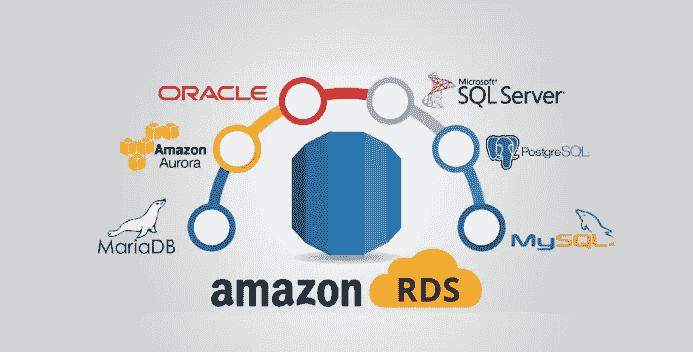 ORACLE
Microsoft®
SQL Server®
Amazon
Aurora
PostgreSQL
MariaDB
MySQL
amazon RDS